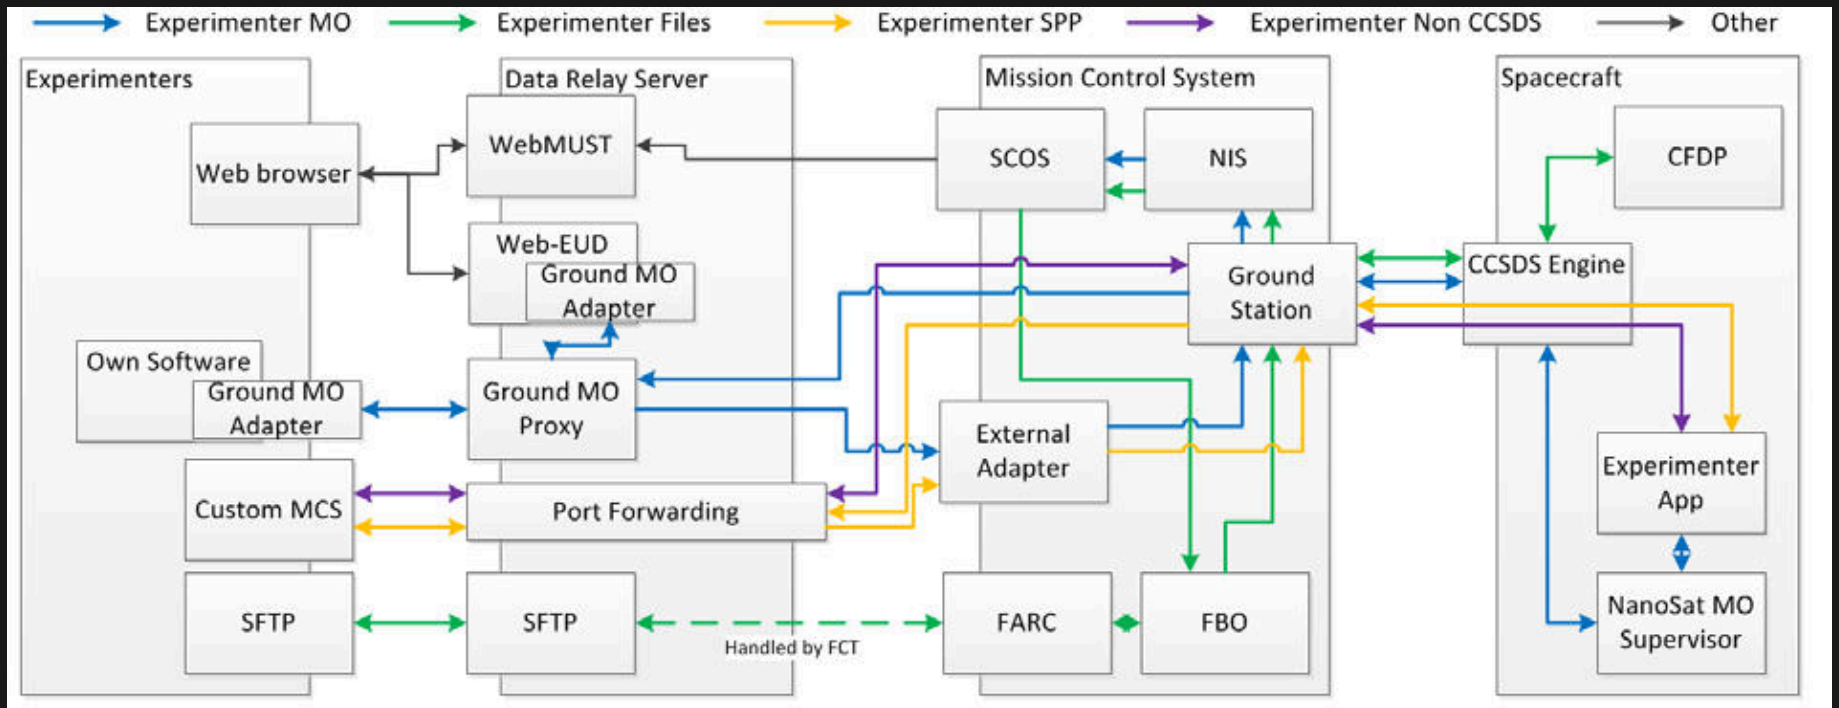 Experimenter MO
Experimenter Files
Experimenter SPP
Experimenter Non CCSDS
Other
Experimenters
Web browser
Own Software
Ground MO
Adapter
Custom MCS
SFTP
Data Relay Server
WebMUST
Web-EUD
Ground MO
Adapter
Ground MO
Proxy
Port Forwarding
SFTP
Handled by FCT
Mission Control System
SCOS
NIS
Ground
Station
External
Adapter
FARC
FBO
Spacecraft
CFDP
CCSDS Engine
Experimenter
App
NanoSat MO
Supervisor